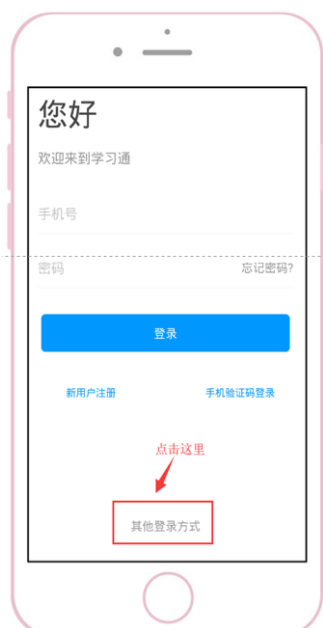 您好
欢迎来到学习通
手机号
密码 忘记密码?
登录
新用户注册 手机验证码登录
点击这里
其他登录方式